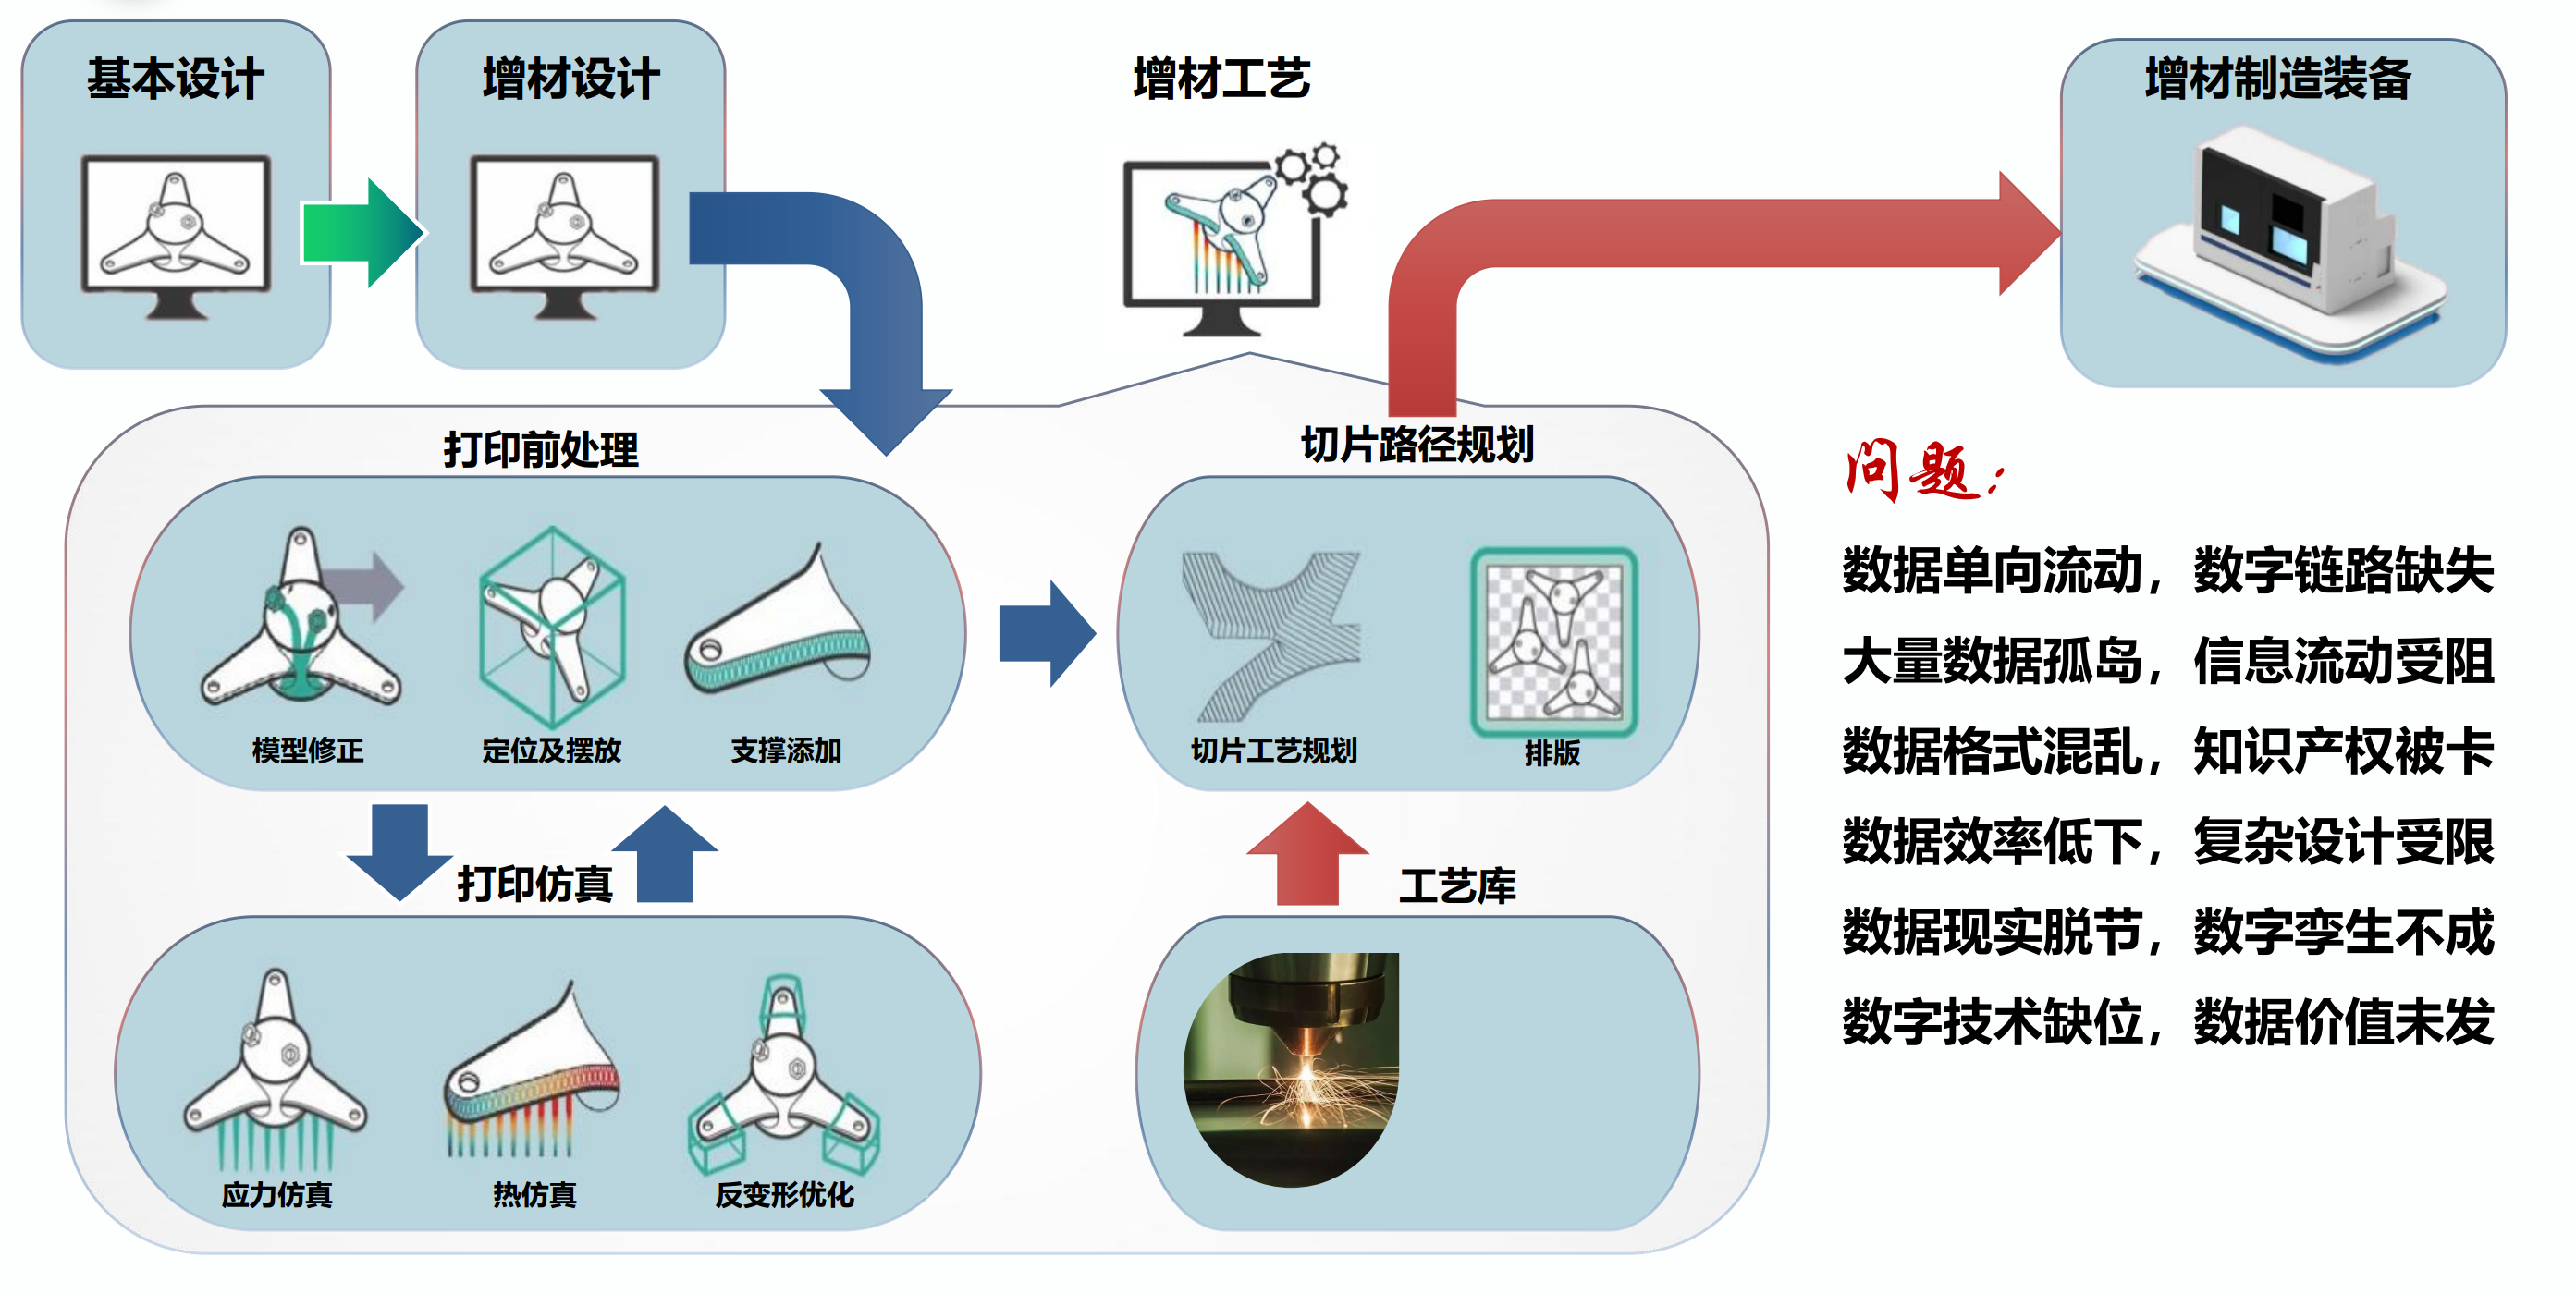 基本设计
增材设计
增材工艺
增材制造装备
打印前处理
切片路径规划
模型修正
定位及摆放
支撑添加
切片工艺规划
排版
打印仿真
工艺库
应力仿真
热仿真
反变形优化
问题：
数据单向流动，数字链路缺失
大量数据孤岛，信息流动受阻
数据格式混乱，知识产权被卡
数据效率低下，复杂设计受限
数据现实脱节，数字孪生不成
数字技术缺位，数据价值未发